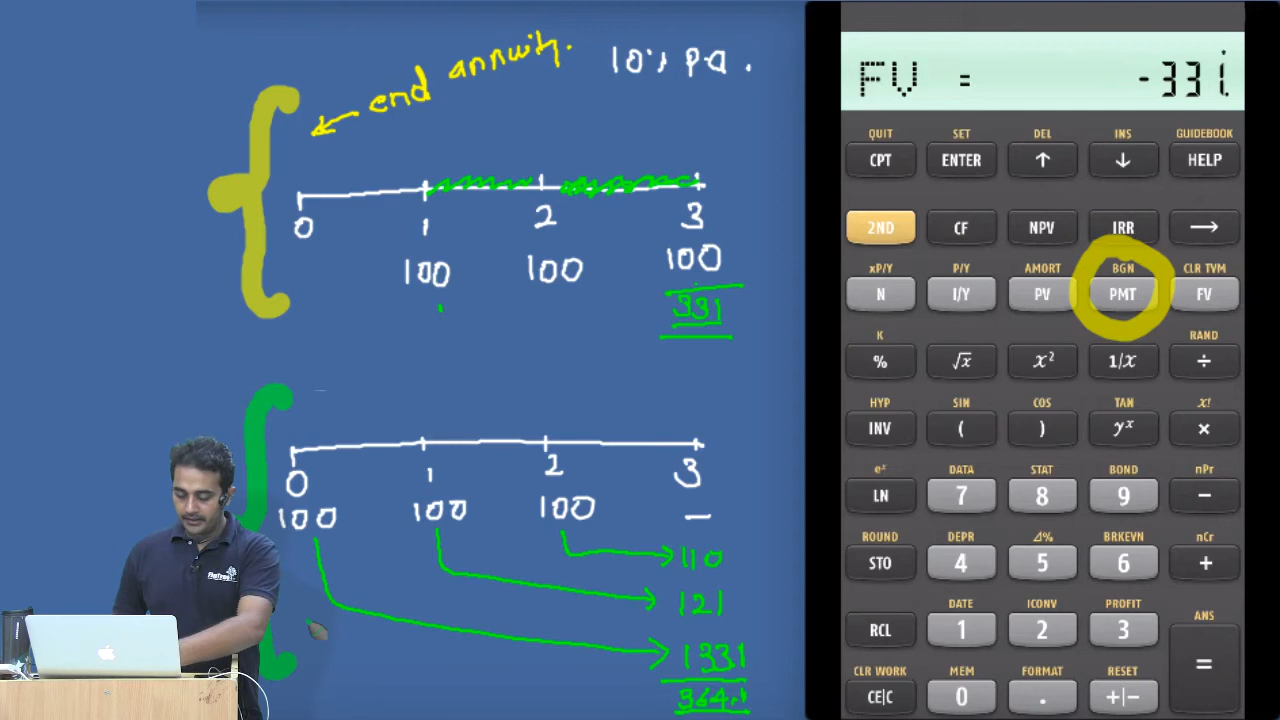 end annuity.
10% pa.
0 1 2 3
100 100 100
331
0 1 2 3
100 100 100 –
110
121
1331
364.1
FV = -331.
QUIT SET DEL INS GUIDEBOOK
CPT ENTER ↑ ↓ HELP
2ND CF NPV IRR →
xP/Y P/Y AMORT BGN CLR TVM
N I/Y PV PMT FV
K RAND
% √x x² 1/x ÷
HYP SIN COS TAN x!
INV ( ) yˣ ×
eˣ DATA STAT BOND nPr
LN 7 8 9 −
ROUND DEPR Δ% BRKEVN nCr
STO 4 5 6 +
DATE ICONV PROFIT ANS
RCL 1 2 3 =
CLR WORK MEM FORMAT RESET
CE|C 0 . +|−